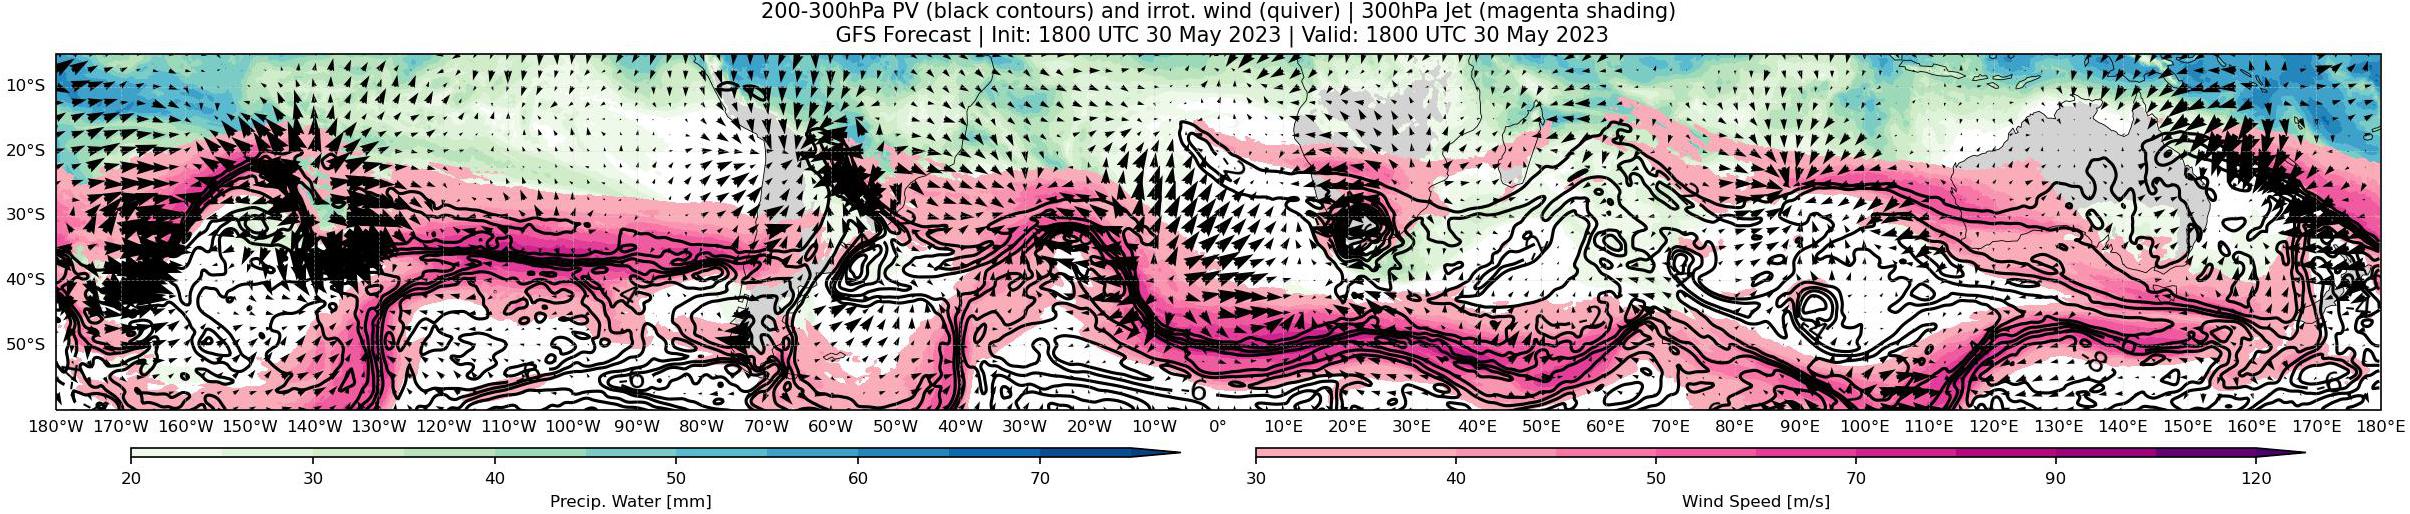 200-300hPa PV (black contours) and irrot. wind (quiver) | 300hPa Jet (magenta shading)
GFS Forecast | Init: 1800 UTC 30 May 2023 | Valid: 1800 UTC 30 May 2023
10°S
20°S
30°S
40°S
50°S
-6
6
180°W 170°W 160°W 150°W 140°W 130°W 120°W 110°W 100°W 90°W 80°W 70°W 60°W 50°W 40°W 30°W 20°W 10°W 0° 10°E 20°E 30°E 40°E 50°E 60°E 70°E 80°E 90°E 100°E 110°E 120°E 130°E 140°E 150°E 160°E 170°E 180°E
20 30 40 50 60 70 30 40 50 70 90 120
Precip. Water [mm] Wind Speed [m/s]